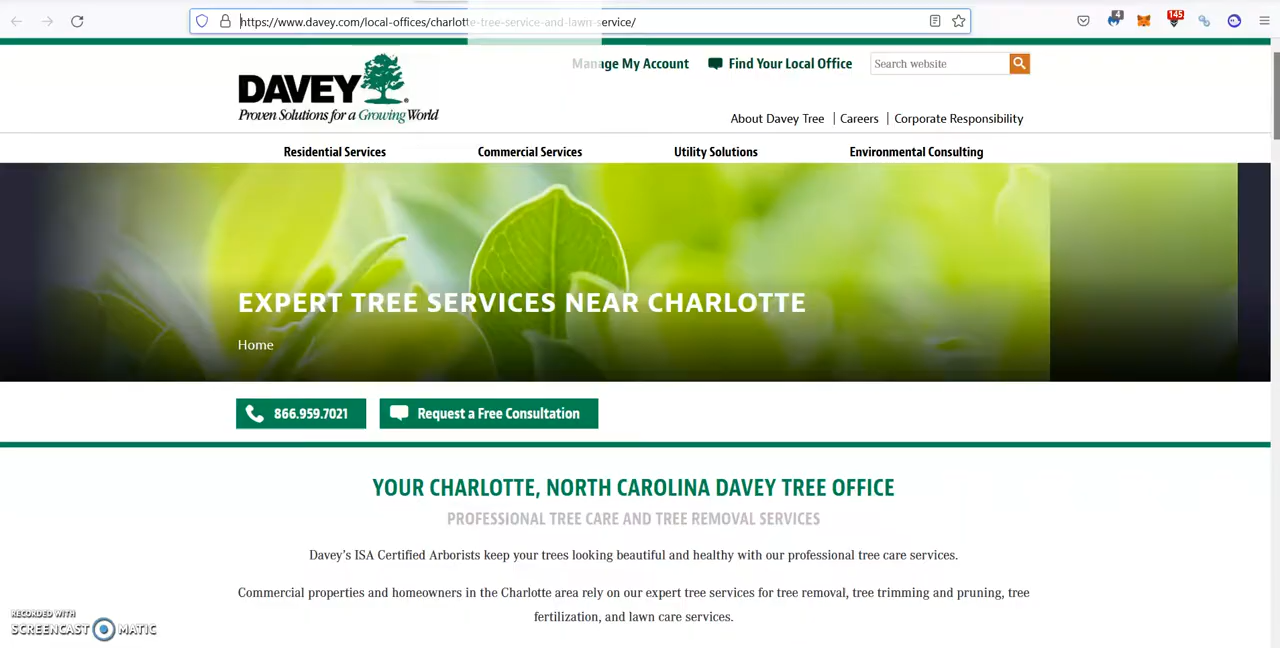 https://www.davey.com/local-offices/charlotte-tree-service-and-lawn-service/
4
145
DAVEY
Proven Solutions for a Growing World
Manage My Account
Find Your Local Office
Search website
About Davey Tree | Careers | Corporate Responsibility
Residential Services
Commercial Services
Utility Solutions
Environmental Consulting
EXPERT TREE SERVICES NEAR CHARLOTTE
Home
866.959.7021
Request a Free Consultation
YOUR CHARLOTTE, NORTH CAROLINA DAVEY TREE OFFICE
PROFESSIONAL TREE CARE AND TREE REMOVAL SERVICES
Davey's ISA Certified Arborists keep your trees looking beautiful and healthy with our professional tree care services.
Commercial properties and homeowners in the Charlotte area rely on our expert tree services for tree removal, tree trimming and pruning, tree
fertilization, and lawn care services.
RECORDED WITH
SCREENCAST MATIC